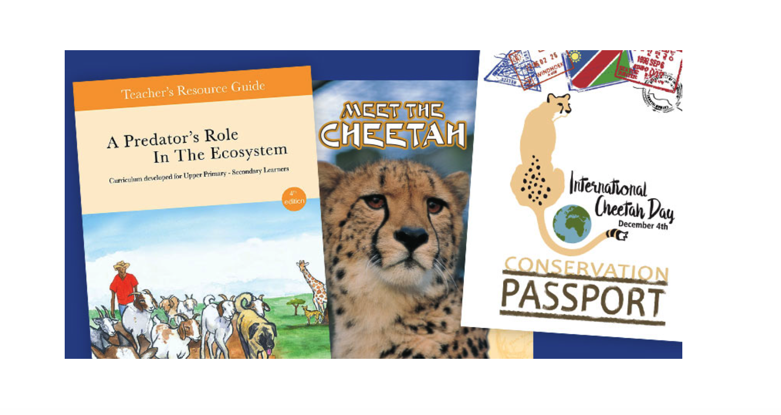 Teacher's Resource Guide
A Predator's Role
In The Ecosystem
Curriculum developed for Upper Primary - Secondary Learners
4th
edition
MEET THE
CHEETAH
International
Cheetah Day
December 4th
CONSERVATION
PASSPORT